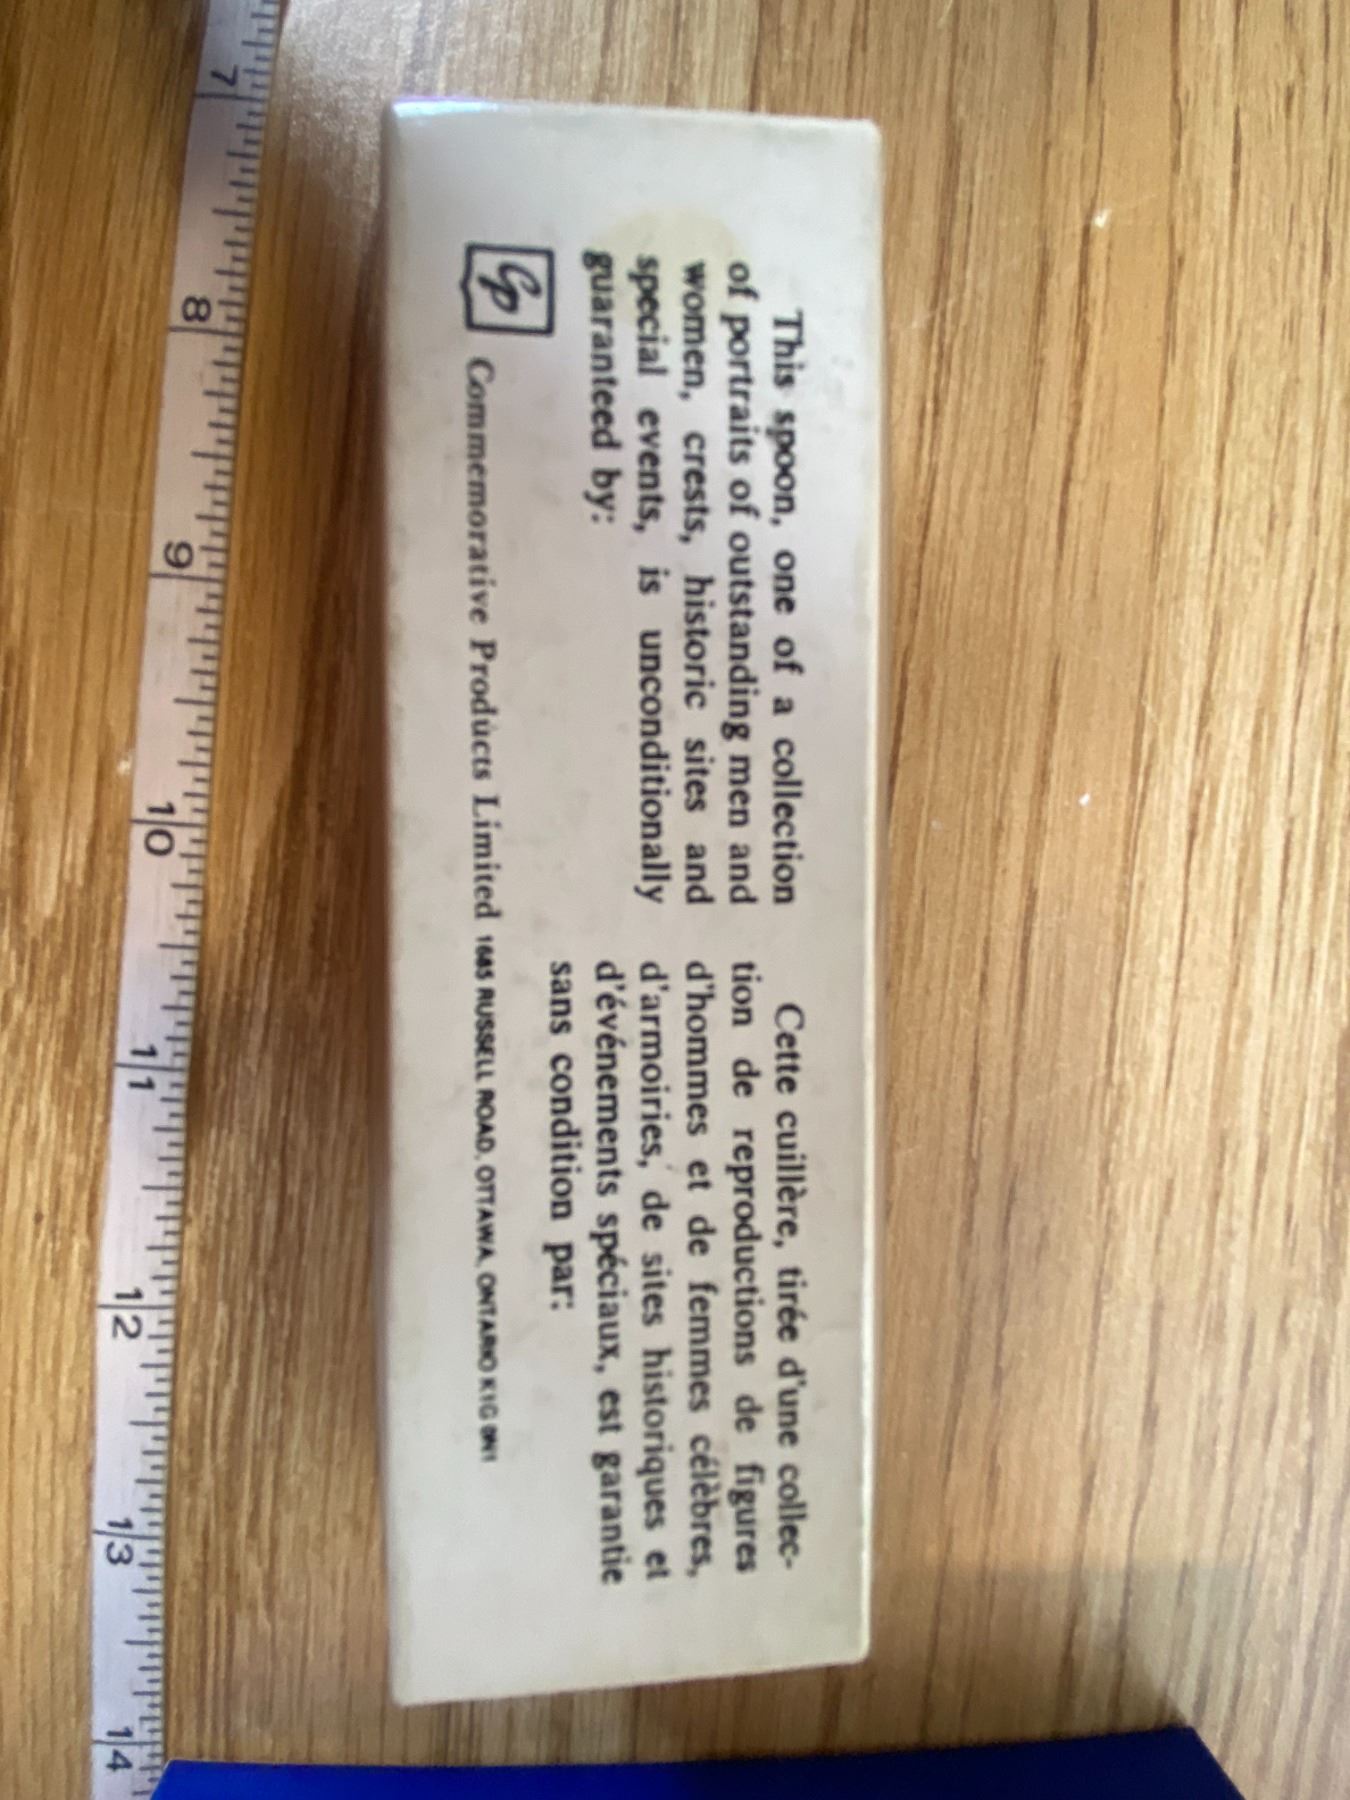 This spoon, one of a collection
of portraits of outstanding men and
women, crests, historic sites and
special events, is unconditionally
guaranteed by:
Cette cuillère, tirée d'une collec-
tion de reproductions de figures
d'hommes et de femmes célèbres,
d'armoiries, de sites historiques et
d'événements spéciaux, est garantie
sans condition par:
Cp Commemorative Products Limited 1685 RUSSELL ROAD, OTTAWA, ONTARIO K1G 0N1
7
8
9
10
11
12
13
14